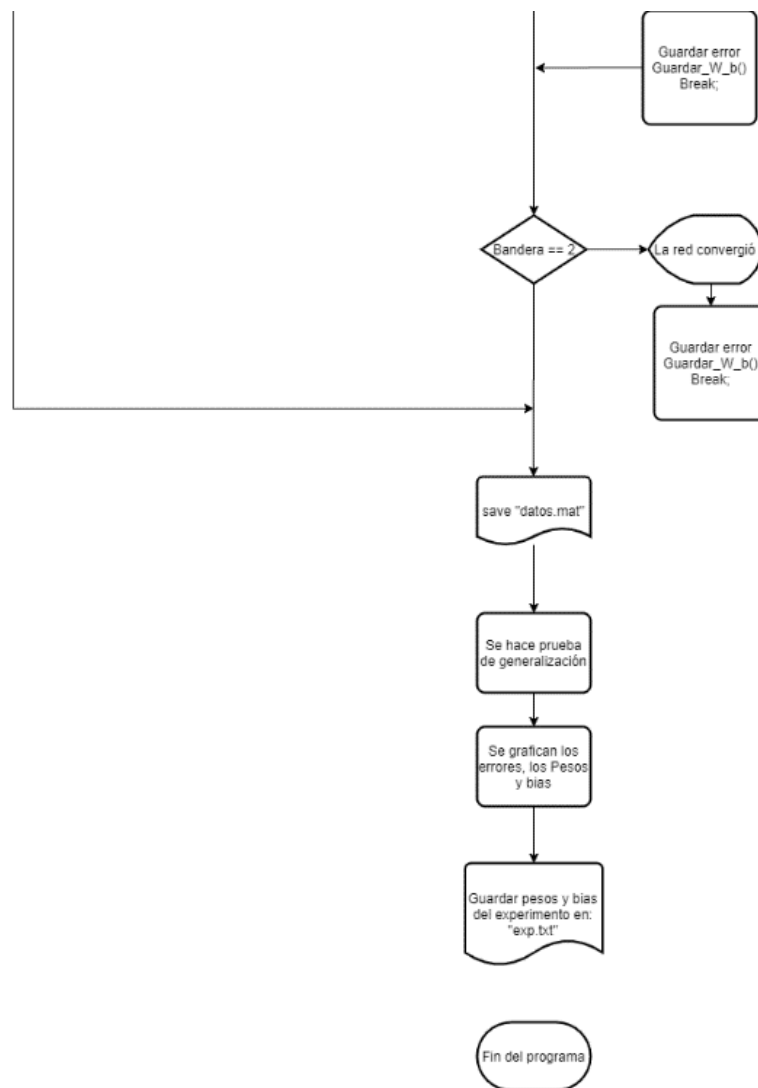 Guardar error
Guardar_W_b()
Break;
Bandera == 2
La red convergió
Guardar error
Guardar_W_b()
Break;
save "datos.mat"
Se hace prueba
de generalización
Se grafican los
errores, los Pesos
y bias
Guardar pesos y bias
del experimento en:
"exp.txt"
Fin del programa